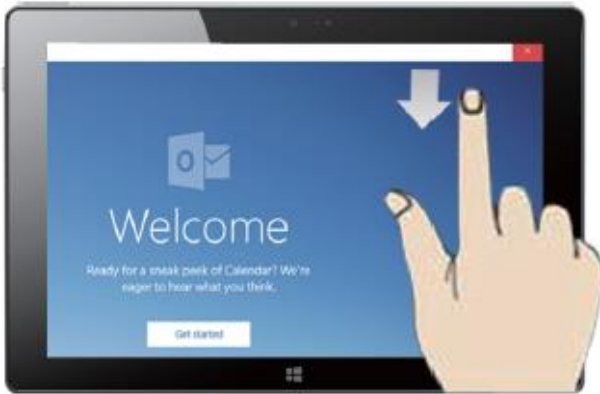 Welcome
Ready for a sneak peek of Calendar? We're
eager to hear what you think.
Get started